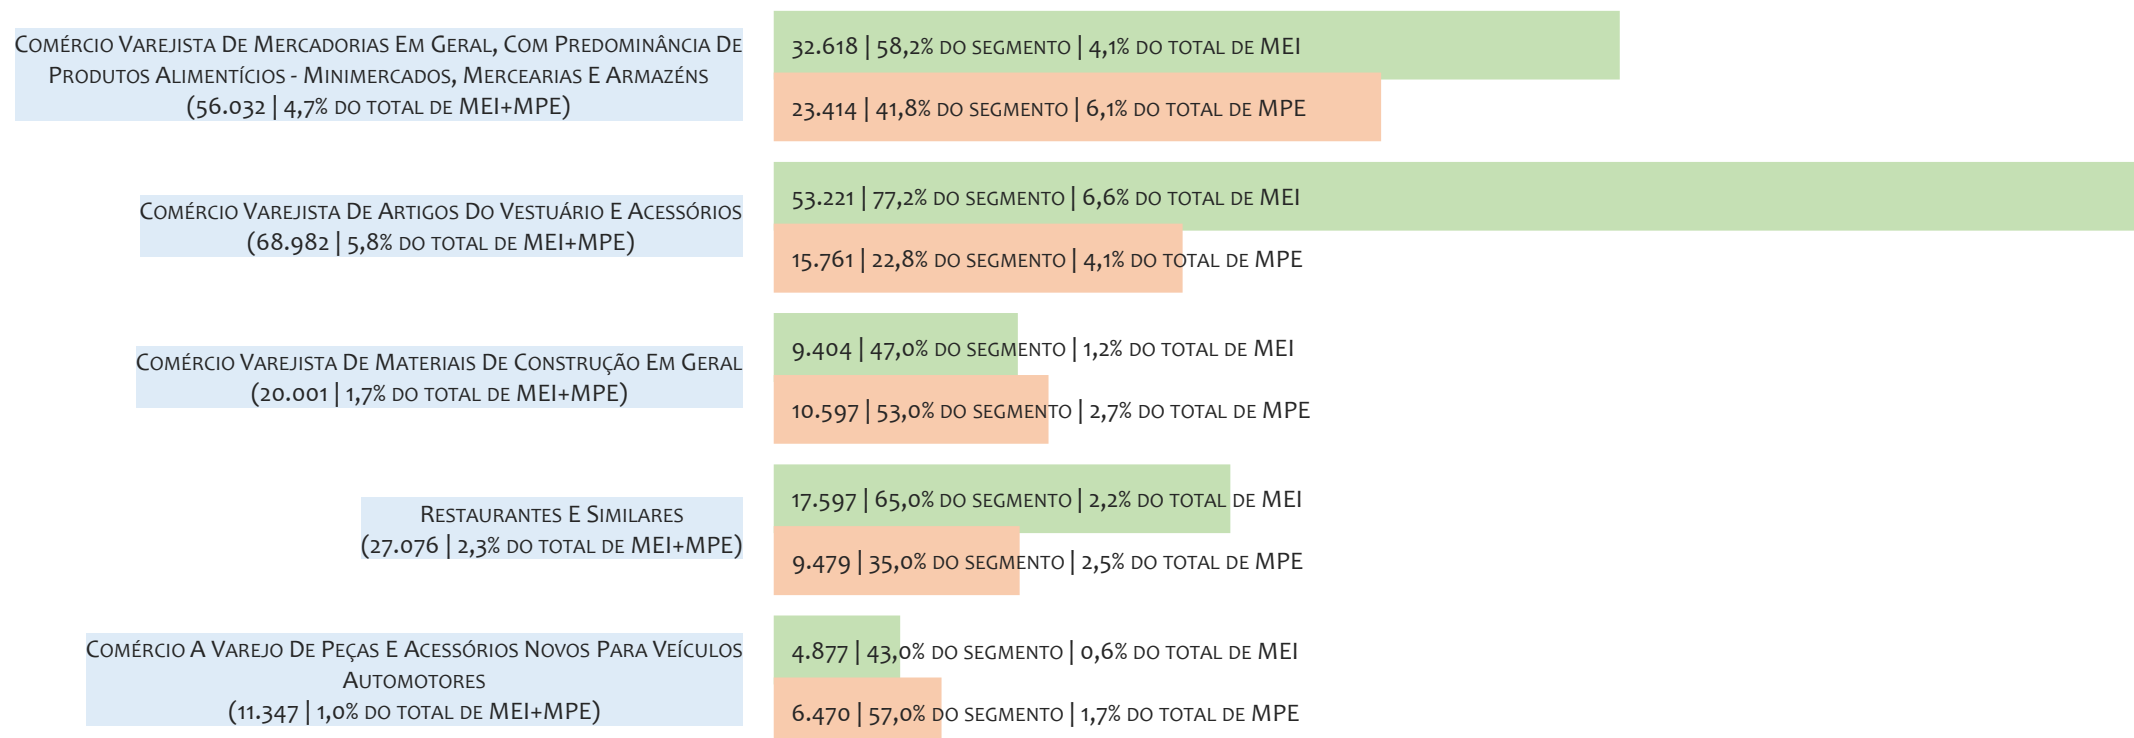 Comércio Varejista De Mercadorias Em Geral, Com Predominância De
Produtos Alimentícios - Minimercados, Mercearias E Armazéns
(56.032 | 4,7% do total de MEI+MPE)
32.618 | 58,2% do segmento | 4,1% do total de MEI
23.414 | 41,8% do segmento | 6,1% do total de MPE
Comércio Varejista De Artigos Do Vestuário E Acessórios
(68.982 | 5,8% do total de MEI+MPE)
53.221 | 77,2% do segmento | 6,6% do total de MEI
15.761 | 22,8% do segmento | 4,1% do total de MPE
Comércio Varejista De Materiais De Construção Em Geral
(20.001 | 1,7% do total de MEI+MPE)
9.404 | 47,0% do segmento | 1,2% do total de MEI
10.597 | 53,0% do segmento | 2,7% do total de MPE
Restaurantes E Similares
(27.076 | 2,3% do total de MEI+MPE)
17.597 | 65,0% do segmento | 2,2% do total de MEI
9.479 | 35,0% do segmento | 2,5% do total de MPE
Comércio A Varejo De Peças E Acessórios Novos Para Veículos
Automotores
(11.347 | 1,0% do total de MEI+MPE)
4.877 | 43,0% do segmento | 0,6% do total de MEI
6.470 | 57,0% do segmento | 1,7% do total de MPE